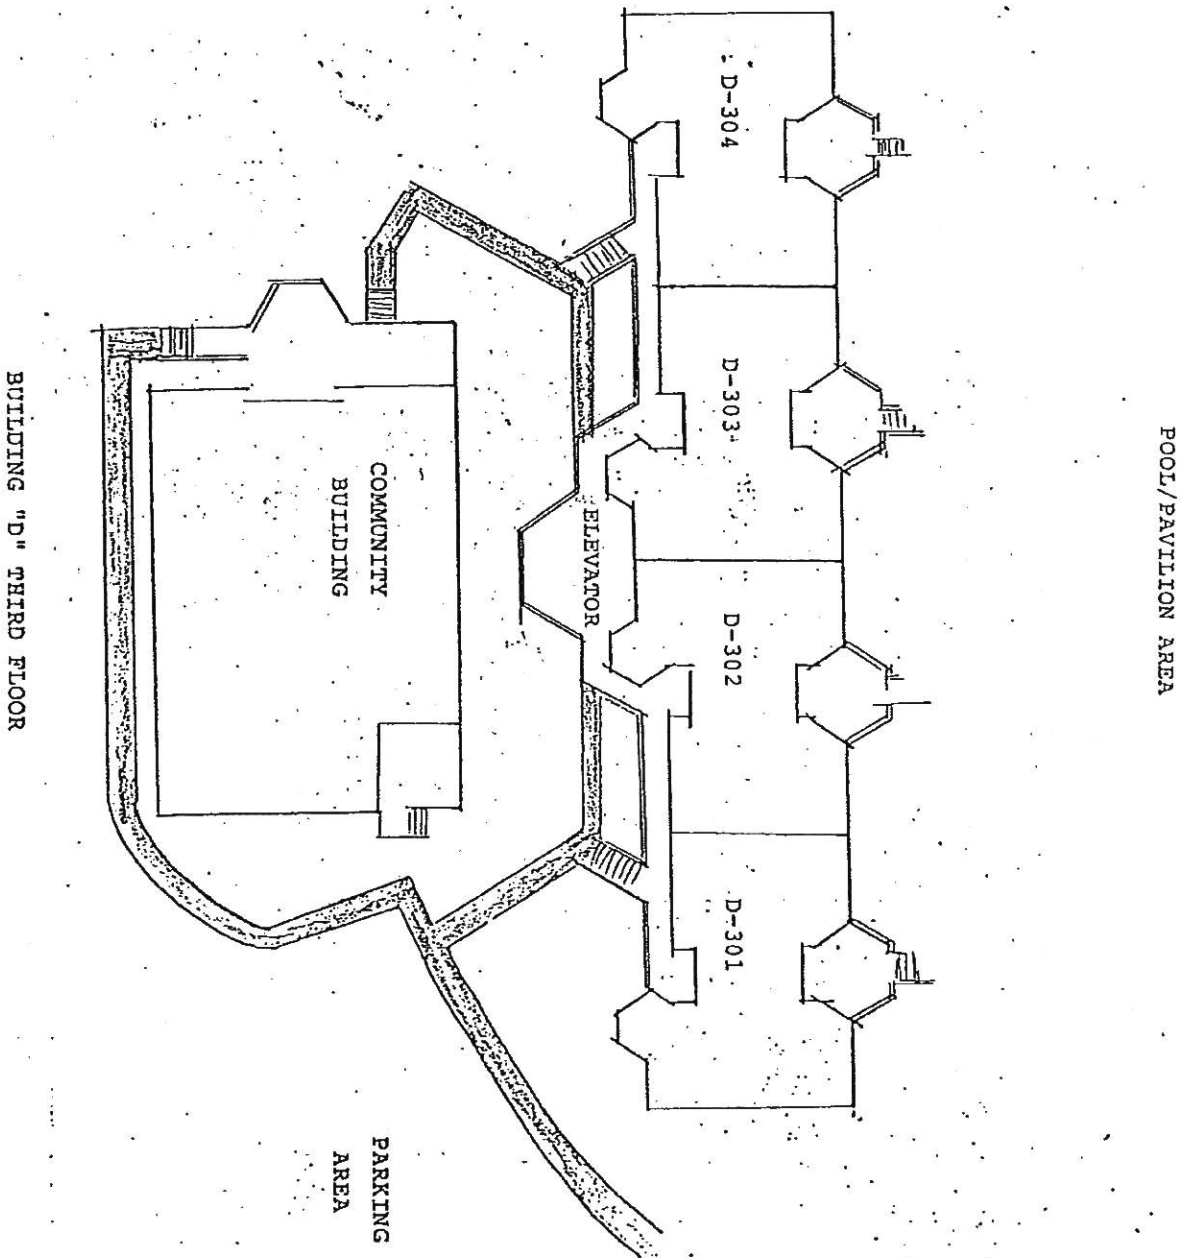 POOL/PAVILION AREA
D-304
D-303
D-302
D-301
ELEVATOR
COMMUNITY
BUILDING
PARKING
AREA
BUILDING "D" THIRD FLOOR